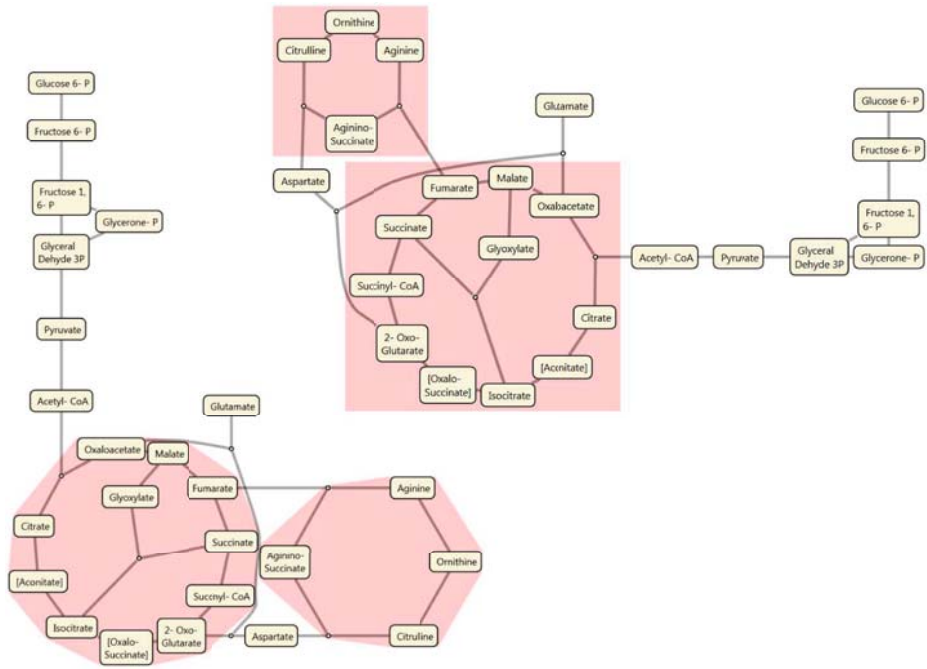 Ornithine
Citrulline
Aginine
Aginino-
Succinate
Glutamate
Aspartate
Fumarate
Malate
Oxabacetate
Succinate
Glyoxylate
Succinyl- CoA
2- Oxo-
Glutarate
[Oxalo-
Succinate]
Isocitrate
[Acnitate]
Citrate
Acetyl- CoA
Pyruvate
Glyceral
Dehyde 3P
Glycerone- P
Fructose 1,
6- P
Fructose 6- P
Glucose 6- P
Glucose 6- P
Fructose 6- P
Fructose 1,
6- P
Glycerone- P
Glyceral
Dehyde 3P
Pyruvate
Acetyl- CoA
Glutamate
Oxaloacetate
Malate
Glyoxylate
Fumarate
Citrate
Succinate
[Aconitate]
Sucαnyl- CoA
Isocitrate
[Oxalo-
Succinate]
2- Oxo-
Glutarate
Aspartate
Aginine
Aginino-
Succinate
Ornithine
Citruline